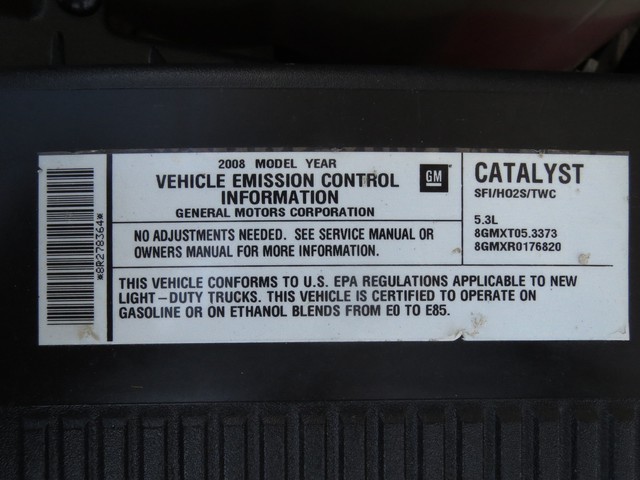 *8R278364*
2008 MODEL YEAR
VEHICLE EMISSION CONTROL
INFORMATION
GENERAL MOTORS CORPORATION
GM
NO ADJUSTMENTS NEEDED. SEE SERVICE MANUAL OR
OWNERS MANUAL FOR MORE INFORMATION.
CATALYST
SFI/HO2S/TWC
5.3L
8GMXT05.3373
8GMXR0176820
THIS VEHICLE CONFORMS TO U.S. EPA REGULATIONS APPLICABLE TO NEW
LIGHT-DUTY TRUCKS. THIS VEHICLE IS CERTIFIED TO OPERATE ON
GASOLINE OR ON ETHANOL BLENDS FROM E0 TO E85.